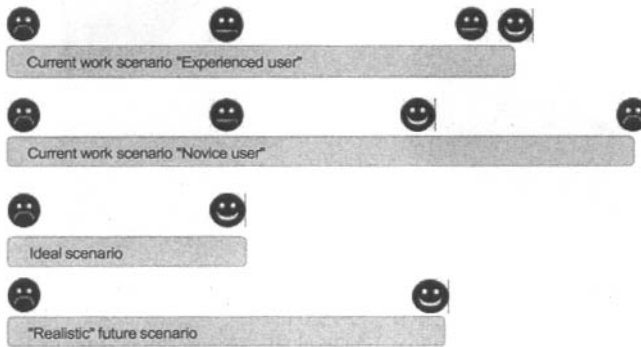 Current work scenario "Experienced user"
Current work scenario "Novice user"
Ideal scenario
"Realistic" future scenario